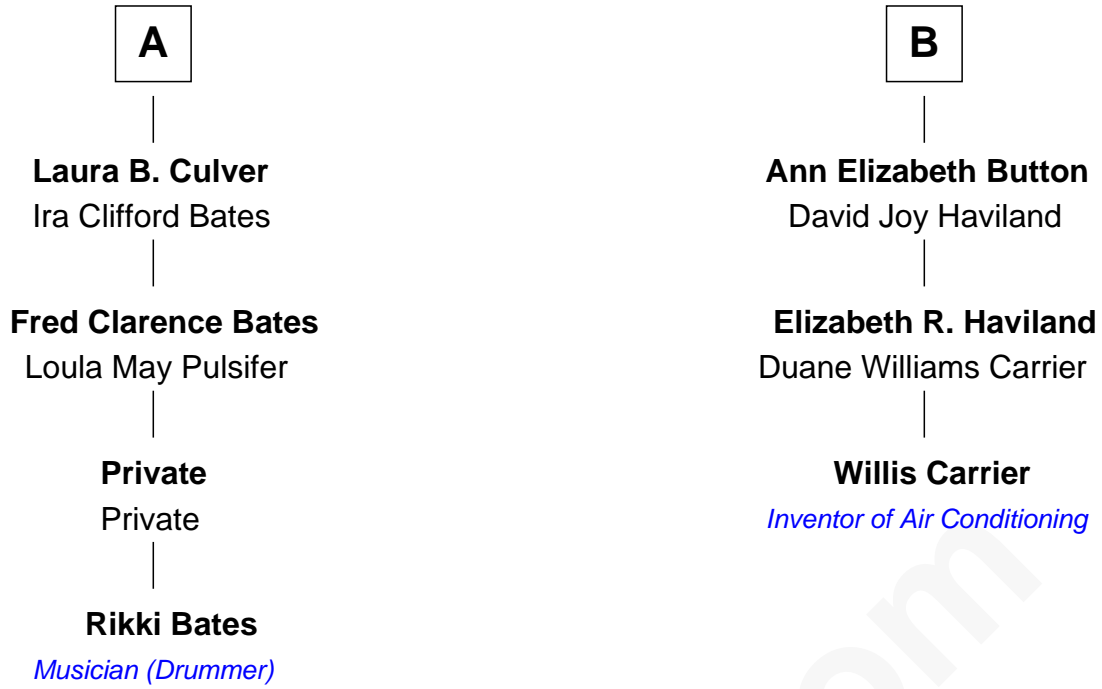 A
Laura B. Culver
Ira Clifford Bates
Fred Clarence Bates
Loula May Pulsifer
Private
Private
Rikki Bates
Musician (Drummer)
B
Ann Elizabeth Button
David Joy Haviland
Elizabeth R. Haviland
Duane Williams Carrier
Willis Carrier
Inventor of Air Conditioning
om